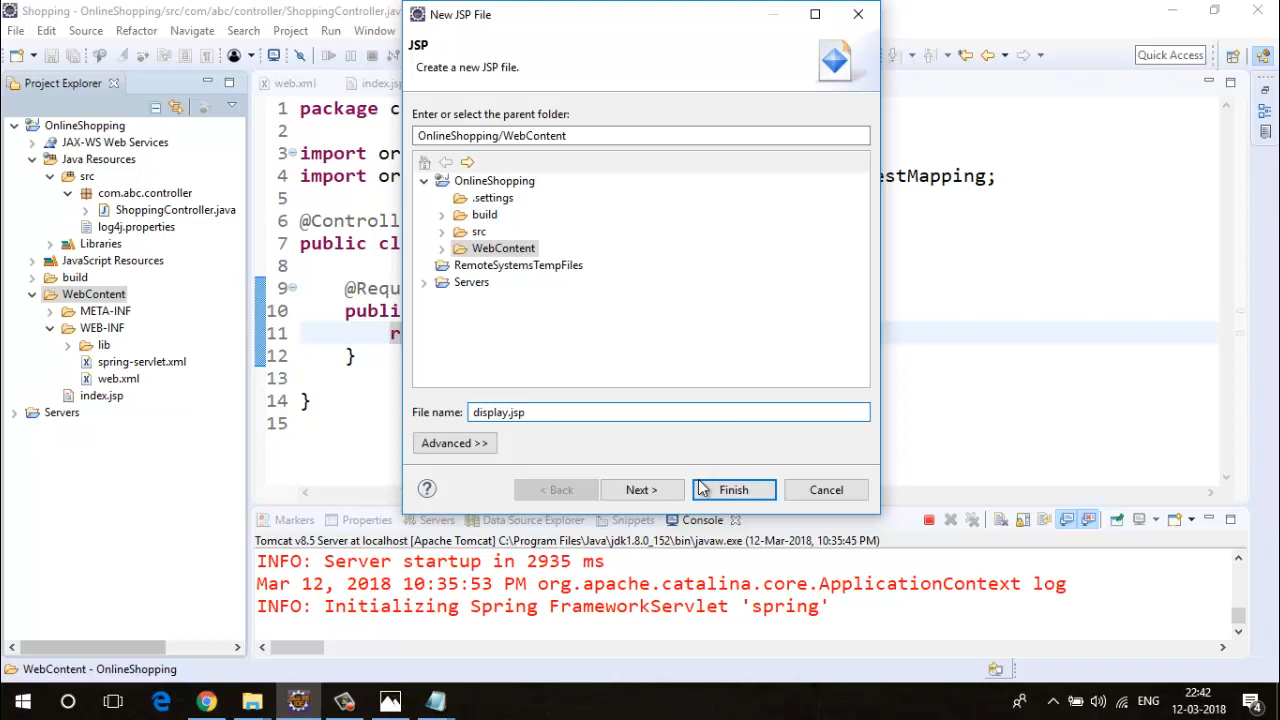 Shopping - OnlineShopping/src/com/abc/controller/ShoppingController.java
New JSP File
File Edit Source Refactor Navigate Search Project Run Window
JSP
Create a new JSP file.
Quick Access
Project Explorer
web.xml
index.jsp
OnlineShopping
JAX-WS Web Services
Java Resources
src
com.abc.controller
ShoppingController.java
log4j.properties
Libraries
JavaScript Resources
build
WebContent
META-INF
WEB-INF
lib
spring-servlet.xml
web.xml
index.jsp
Servers
1 package c
2
3 import or
4 import or estMapping;
5
6 @Controll
7 public cl
8
9 @Requ
10 publi
11 r
12 }
13
14 }
15
Enter or select the parent folder:
OnlineShopping/WebContent
OnlineShopping
.settings
build
src
WebContent
RemoteSystemsTempFiles
Servers
File name: display.jsp
Advanced >>
< Back Next > Finish Cancel
Markers Properties Servers Data Source Explorer Snippets Console
Tomcat v8.5 Server at localhost [Apache Tomcat] C:\Program Files\Java\jdk1.8.0_152\bin\javaw.exe (12-Mar-2018, 10:35:45 PM)
INFO: Server startup in 2935 ms
Mar 12, 2018 10:35:53 PM org.apache.catalina.core.ApplicationContext log
INFO: Initializing Spring FrameworkServlet 'spring'
WebContent - OnlineShopping
ENG
22:42
12-03-2018
4